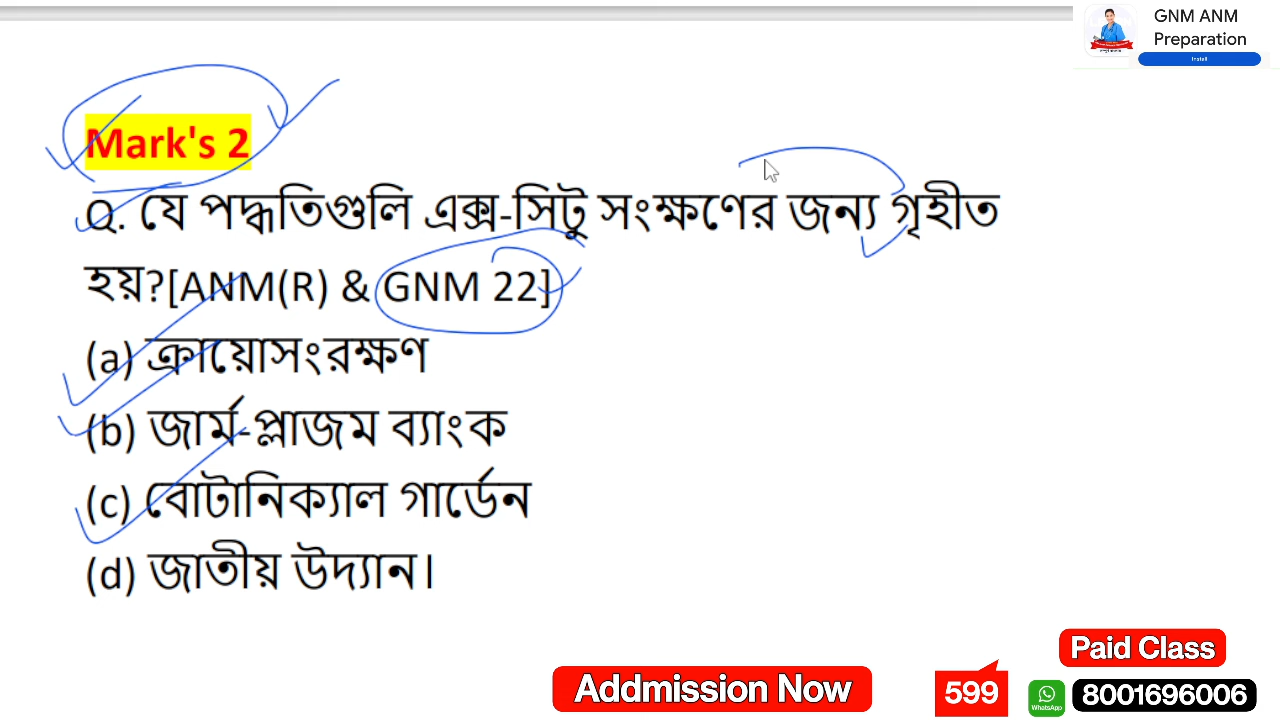 GNM ANM
Preparation
Install
Mark's 2
Q. যে পদ্ধতিগুলি এক্স-সিটু সংক্ষণের জন্য গৃহীত
হয়?[ANM(R) & GNM 22]
(a) ক্রায়োসংরক্ষণ
(b) জার্ম-প্লাজম ব্যাংক
(c) বোটানিক্যাল গার্ডেন
(d) জাতীয় উদ্যান।
Paid Class
Addmission Now
599
WhatsApp
8001696006